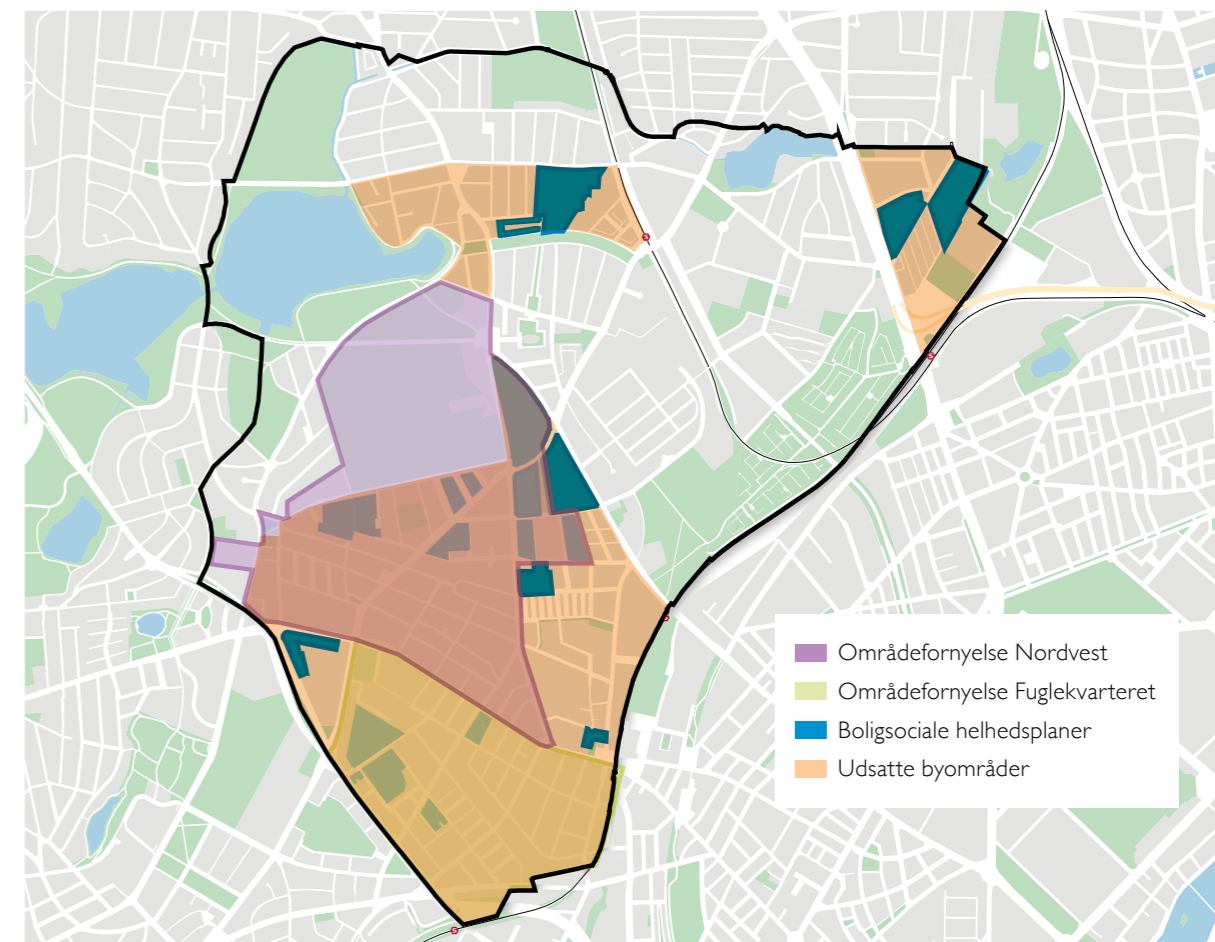 Områdefornyelse Nordvest
Områdefornyelse Fuglekvarteret
Boligsociale helhedsplaner
Udsatte byområder